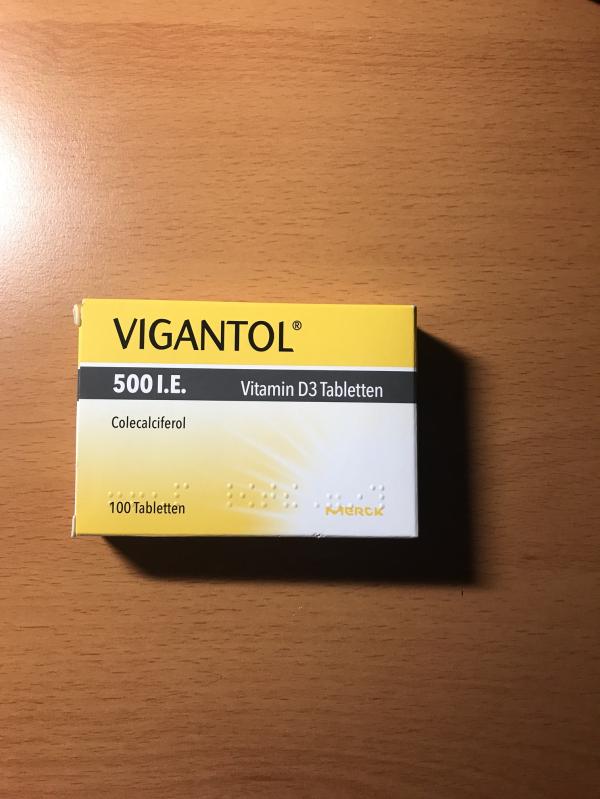 VIGANTOL®
500 I.E. Vitamin D3 Tabletten
Colecalciferol
100 Tabletten
MERCK